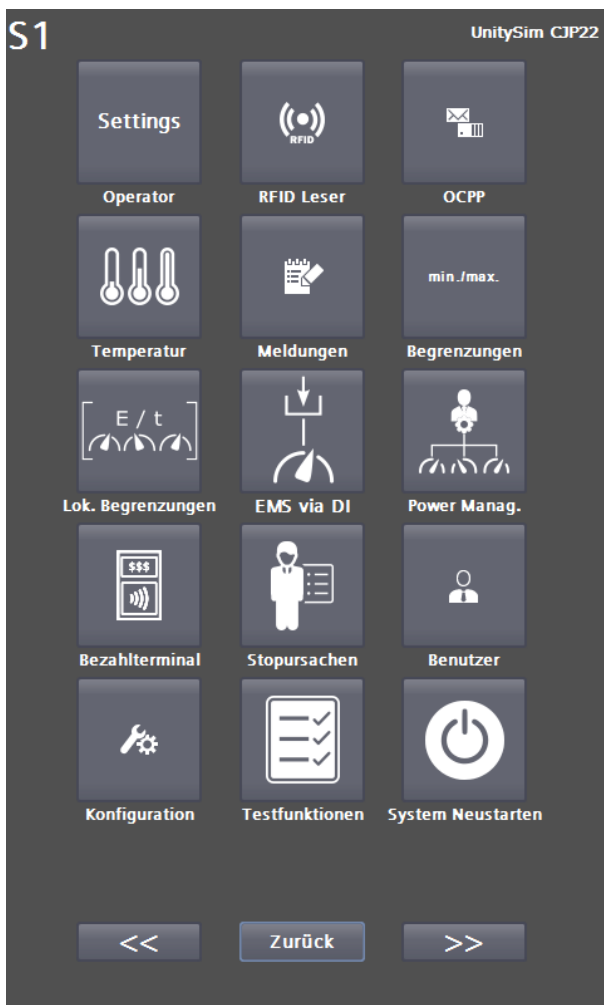 S1
UnitySim CJP22
Settings
RFID
Operator
RFID Leser
OCPP
min./max.
Temperatur
Meldungen
Begrenzungen
E / t
Lok. Begrenzungen
EMS via DI
Power Manag.
$$$
Bezahlterminal
Stopursachen
Benutzer
Konfiguration
Testfunktionen
System Neustarten
<<
Zurück
>>